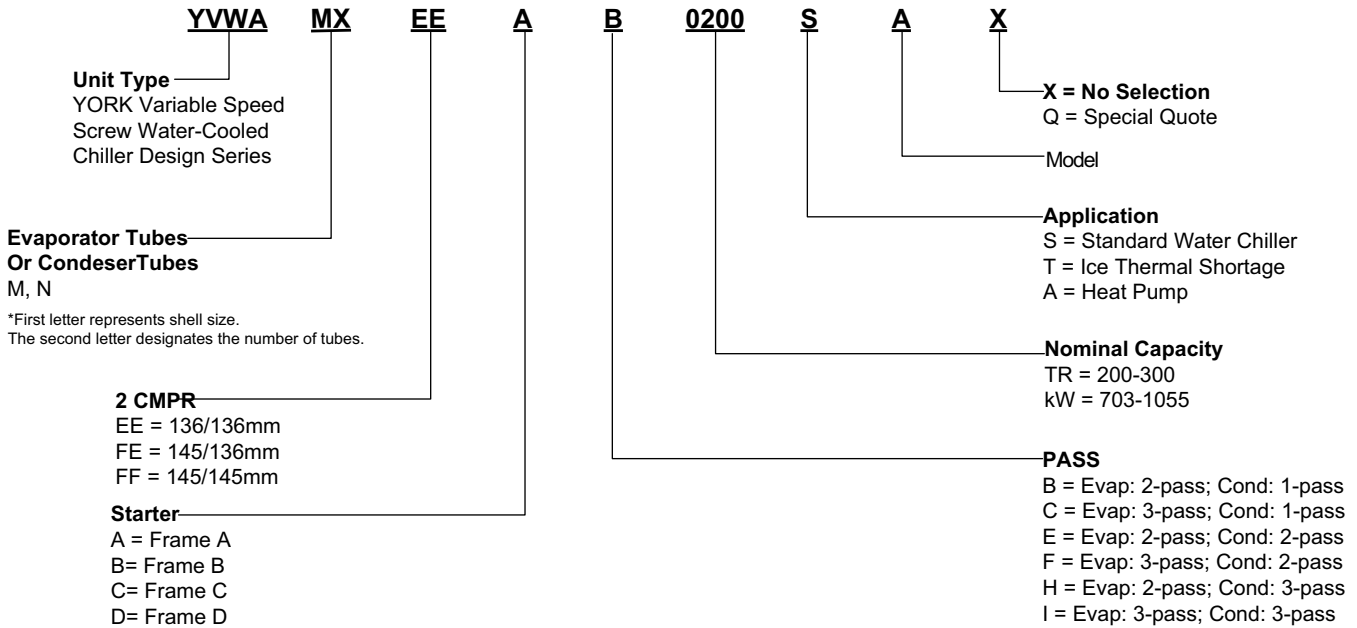 YVWA MX EE A B 0200 S A X
Unit Type
YORK Variable Speed
Screw Water-Cooled
Chiller Design Series
Evaporator Tubes
Or CondeserTubes
M, N
*First letter represents shell size.
The second letter designates the number of tubes.
2 CMPR
EE = 136/136mm
FE = 145/136mm
FF = 145/145mm
Starter
A = Frame A
B= Frame B
C= Frame C
D= Frame D
X = No Selection
Q = Special Quote
Model
Application
S = Standard Water Chiller
T = Ice Thermal Shortage
A = Heat Pump
Nominal Capacity
TR = 200-300
kW = 703-1055
PASS
B = Evap: 2-pass; Cond: 1-pass
C = Evap: 3-pass; Cond: 1-pass
E = Evap: 2-pass; Cond: 2-pass
F = Evap: 3-pass; Cond: 2-pass
H = Evap: 2-pass; Cond: 3-pass
I = Evap: 3-pass; Cond: 3-pass